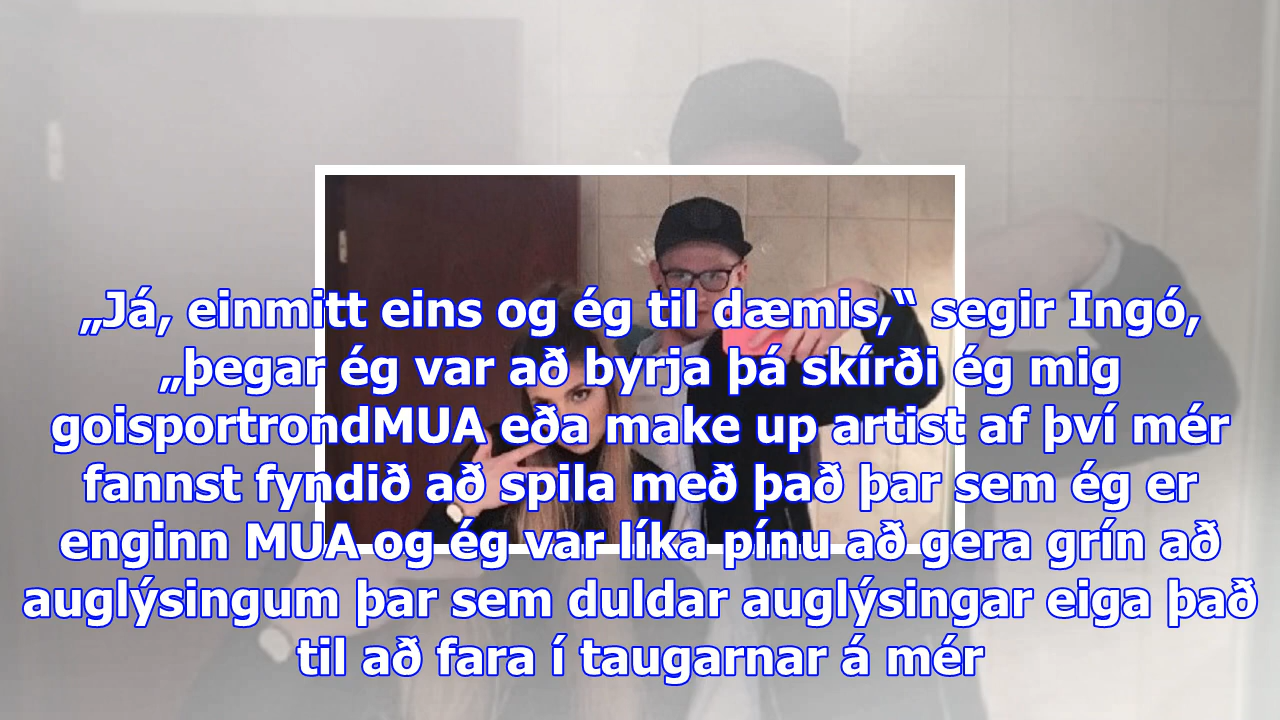 „Já, einmitt eins og ég til dæmis,“ segir Ingó,
„þegar ég var að byrja þá skírði ég mig
goisportrondMUA eða make up artist af því mér
fannst fyndið að spila með það þar sem ég er
enginn MUA og ég var líka pínu að gera grín að
auglýsingum þar sem duldar auglýsingar eiga það
til að fara í taugarnar á mér